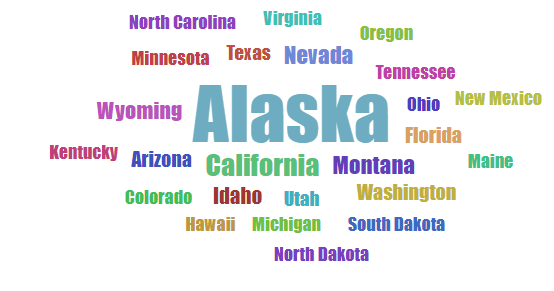 North Carolina Virginia
Oregon
Minnesota Texas Nevada
Tennessee
Wyoming Alaska Ohio New Mexico
Florida
Kentucky Arizona California Montana Maine
Colorado Idaho Utah Washington
Hawaii Michigan South Dakota
North Dakota